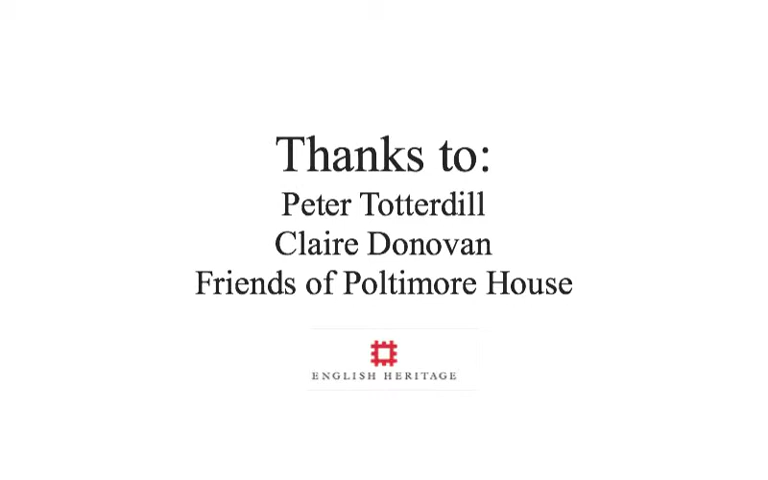 Thanks to:
Peter Totterdill
Claire Donovan
Friends of Poltimore House
ENGLISH HERITAGE